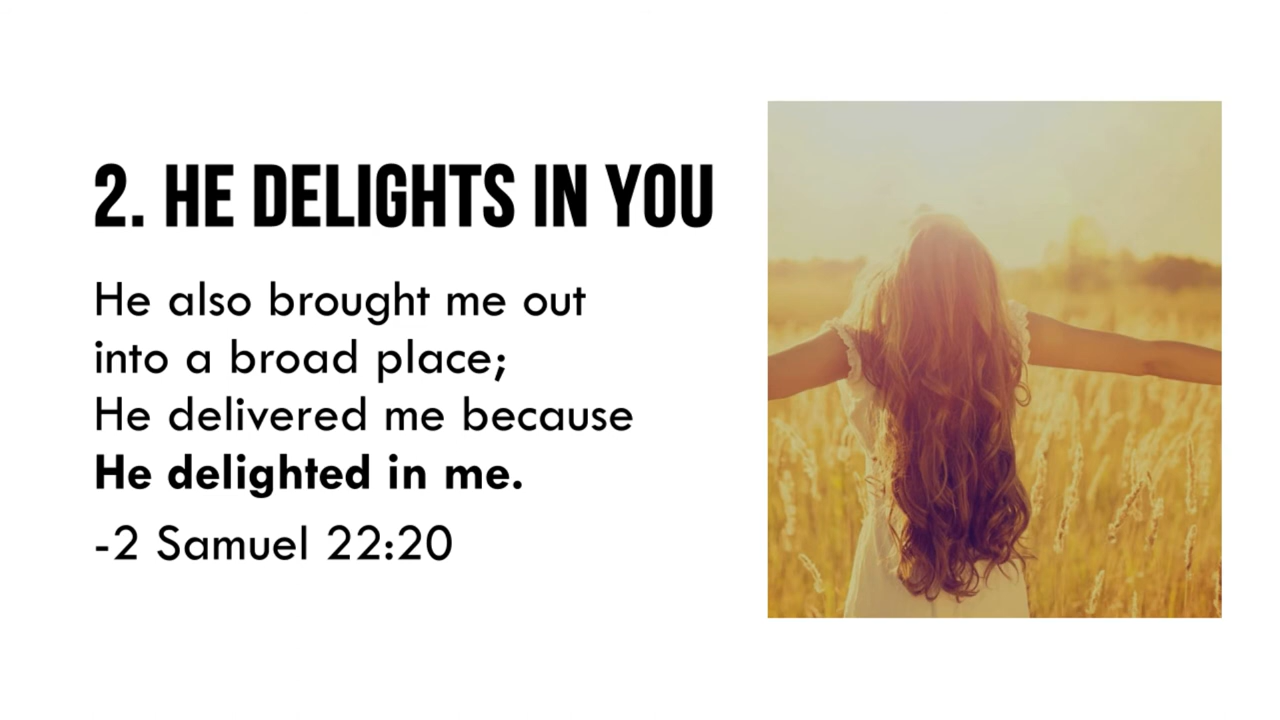 2. HE DELIGHTS IN YOU
He also brought me out
into a broad place;
He delivered me because
He delighted in me.
-2 Samuel 22:20